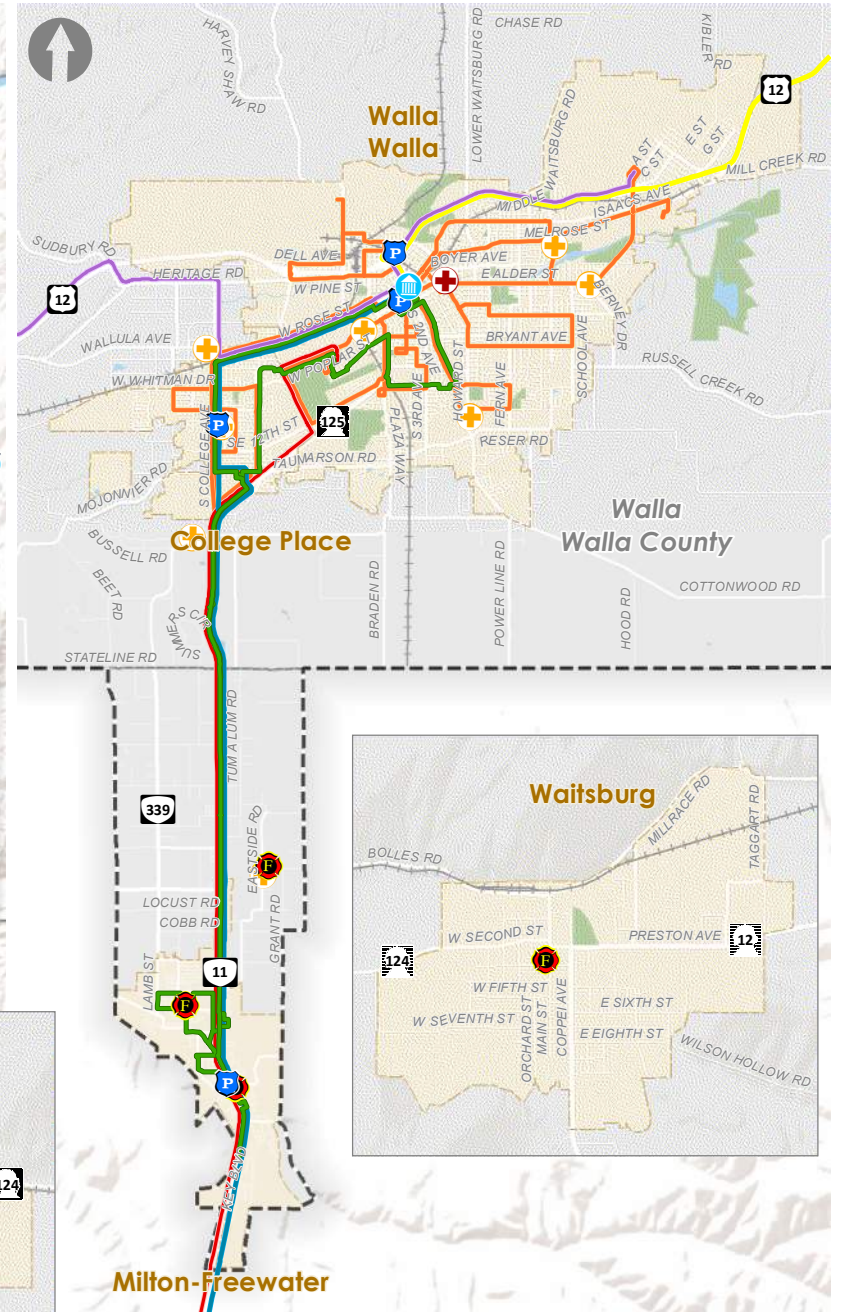 CHASE RD
KIBLER
RD
HARVEY SHAW RD
LOWER WAITSBURG RD
12
Walla
Walla
MIDDLE WAITSBURG RD
A ST
C ST
E ST
G ST
MILL CREEK RD
ISAACS AVE
MELROSE ST
SUDBURY RD
DELL AVE
P
BOYER AVE
HERITAGE RD
E ALDER ST
W PINE ST
12
P
W ROSE ST
S 2ND AVE
BERNEY DR
WALLULA AVE
BRYANT AVE
W POPLAR ST
HOWARD ST
SCHOOL AVE
RUSSELL CREEK RD
W WHITMAN DR
S COLLEGE AVE
S 3RD AVE
FERN AVE
125
P
SE 12TH ST
PLAZA WAY
RESER RD
TAUMARSON RD
MOJONNIER RD
Walla
Walla County
BUSSELL RD
College Place
BEET RD
BRADEN RD
POWER LINE RD
HOOD RD
COTTONWOOD RD
SUMMERS CIR
STATELINE RD
TUM A LUM RD
339
EASTSIDE RD
F
LOCUST RD
COBB RD
GRANT RD
LAMB ST
11
F
P
KEY BLVD
Milton-Freewater
124
Waitsburg
MILLRACE RD
TAGGART RD
BOLLES RD
W SECOND ST
PRESTON AVE
12
124
F
W FIFTH ST
ORCHARD ST
MAIN ST
COPPEI AVE
E SIXTH ST
W SEVENTH ST
E EIGHTH ST
WILSON HOLLOW RD